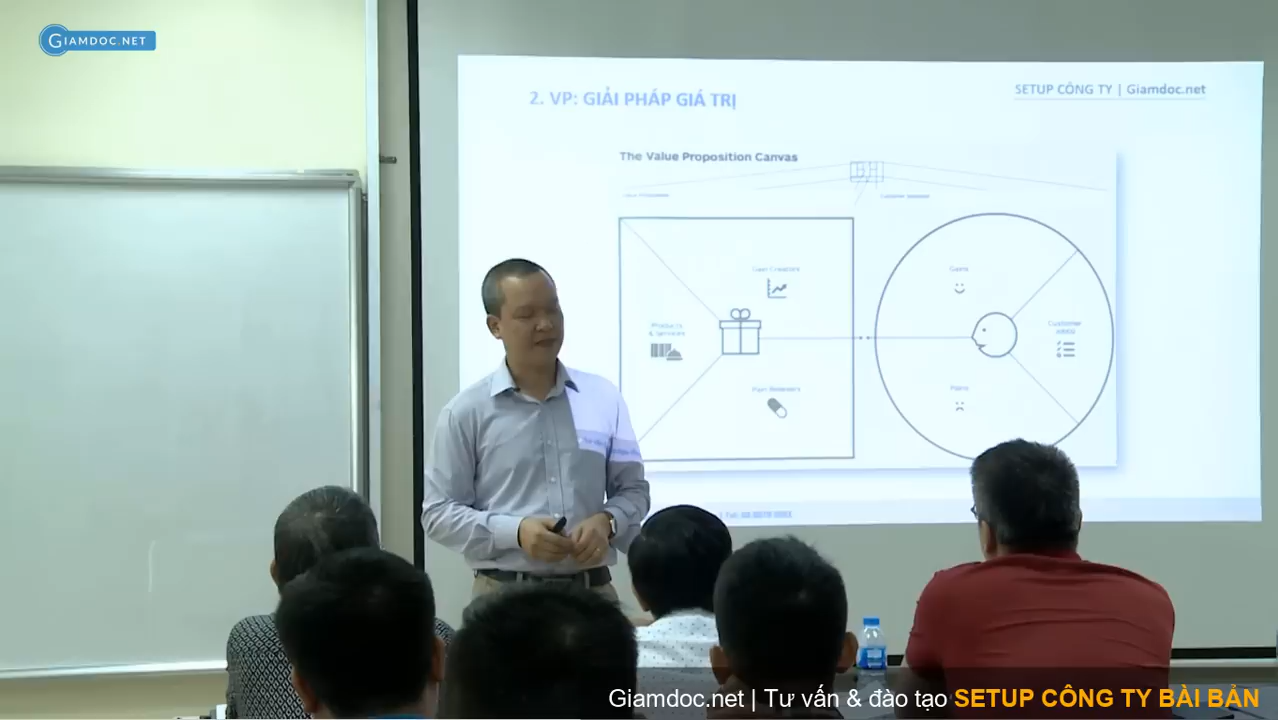 GIAMDOC.NET
2. VP: GIẢI PHÁP GIÁ TRỊ
SETUP CÔNG TY | Giamdoc.net
The Value Proposition Canvas
Gain Creators
Products
& Services
Pain Relievers
Gains
Customer
Pains
Giamdoc.net | Tư vấn & đào tạo SETUP CÔNG TY BÀI BẢN